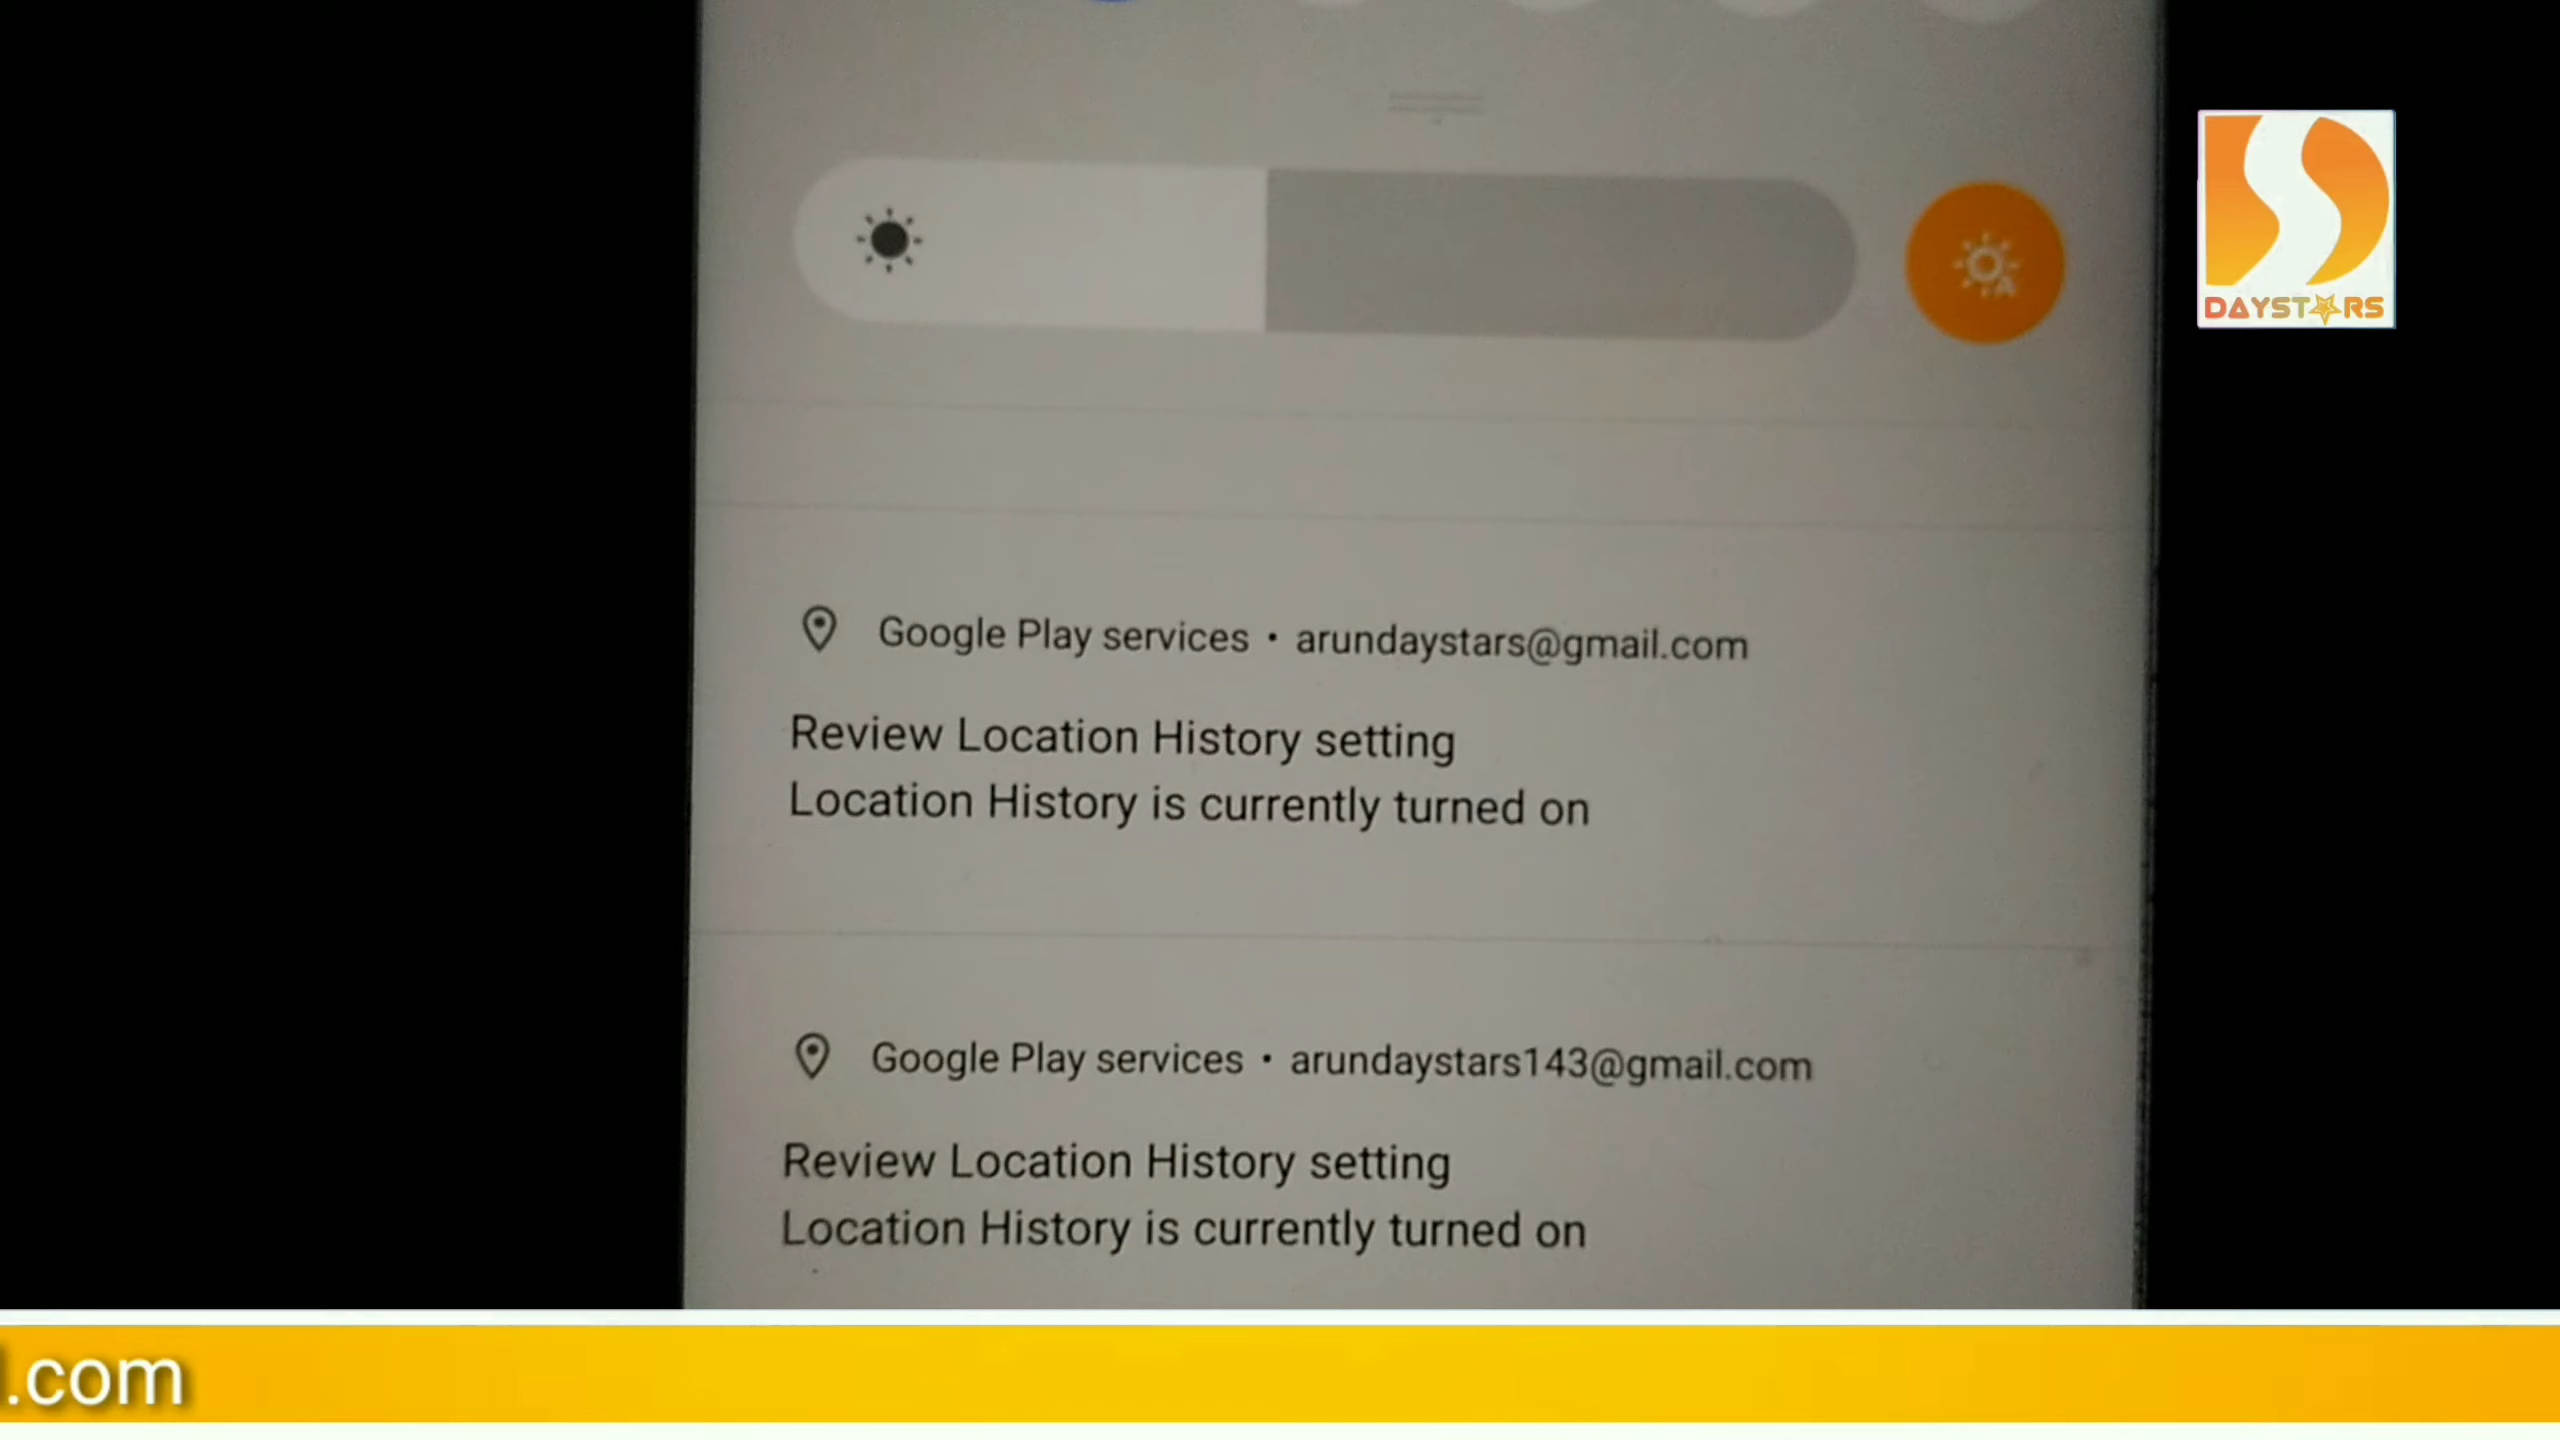 DAYSTARS
Google Play services • arundaystars@gmail.com
Review Location History setting
Location History is currently turned on
Google Play services • arundaystars143@gmail.com
Review Location History setting
Location History is currently turned on
.com